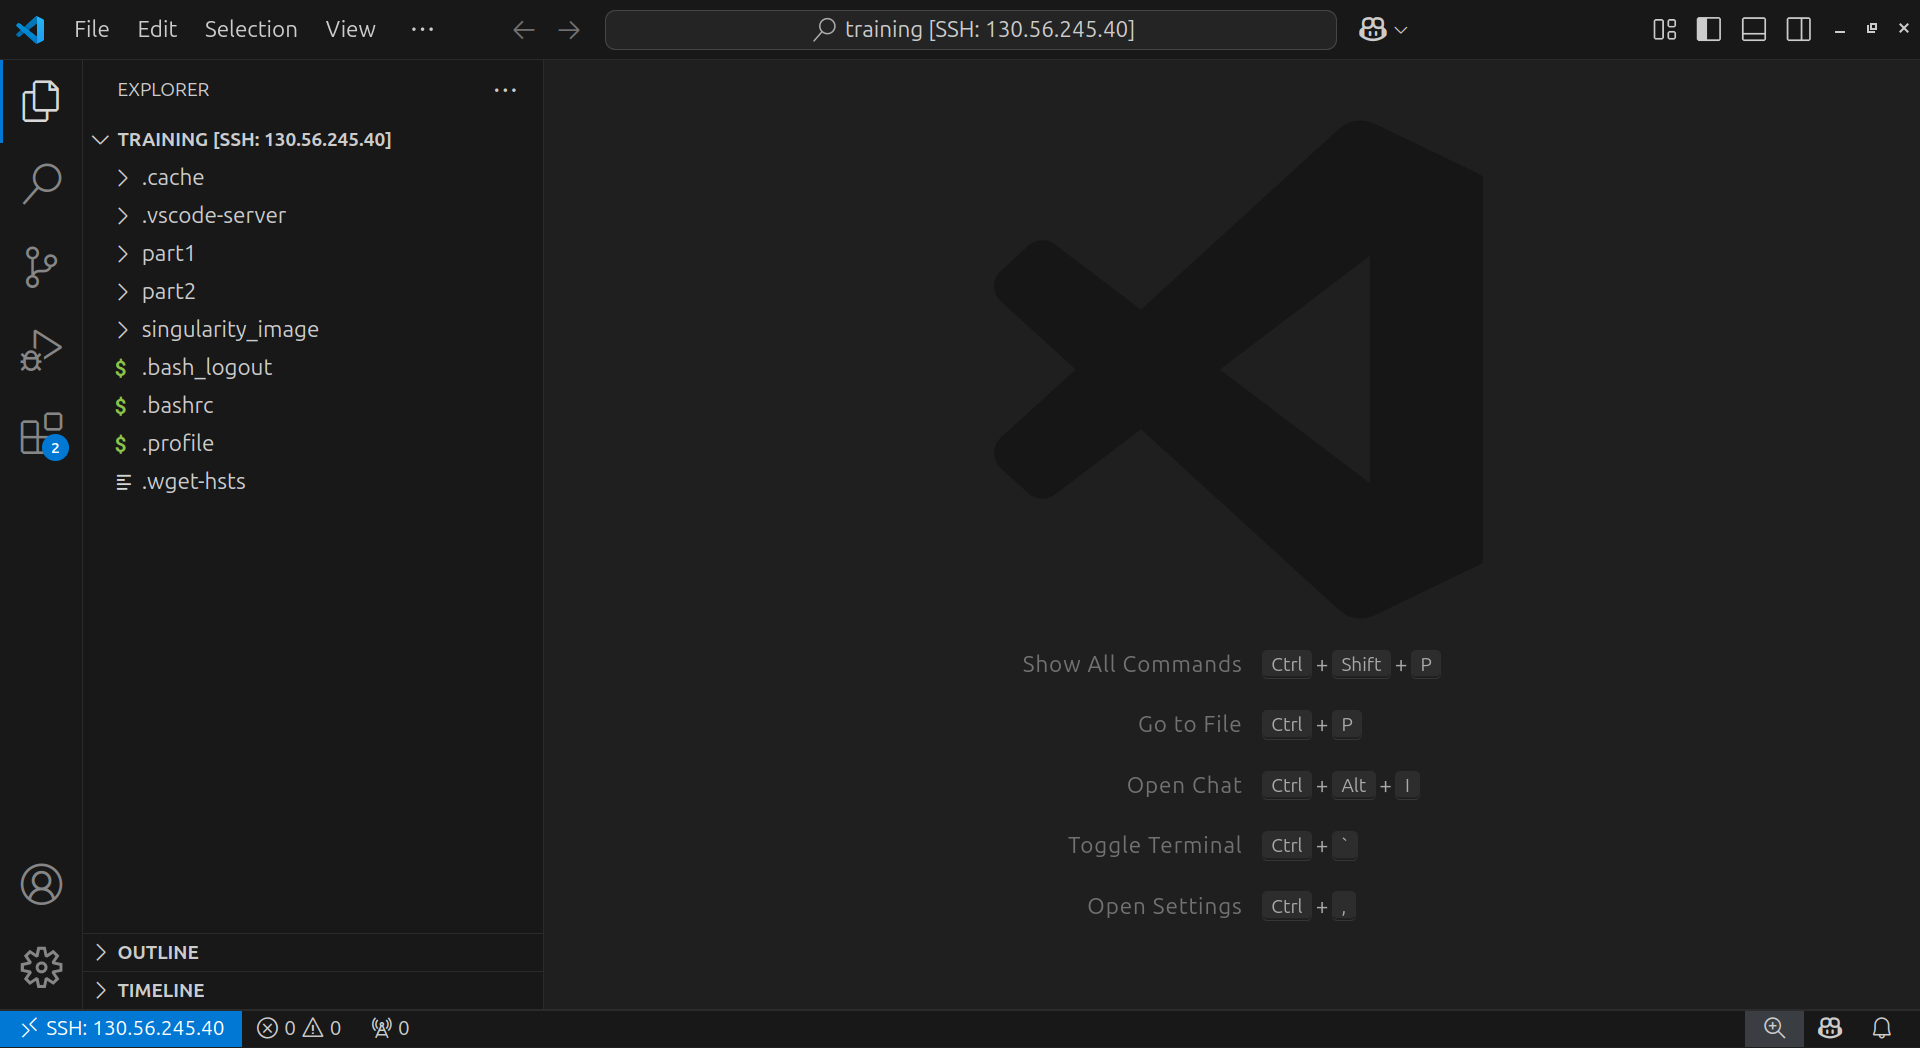 File Edit Selection View ···
training [SSH: 130.56.245.40]
EXPLORER
TRAINING [SSH: 130.56.245.40]
.cache
.vscode-server
part1
part2
singularity_image
$ .bash_logout
$ .bashrc
$ .profile
.wget-hsts
2
Show All Commands Ctrl + Shift + P
Go to File Ctrl + P
Open Chat Ctrl + Alt + I
Toggle Terminal Ctrl + `
Open Settings Ctrl + ,
OUTLINE
TIMELINE
SSH: 130.56.245.40 0 0 0